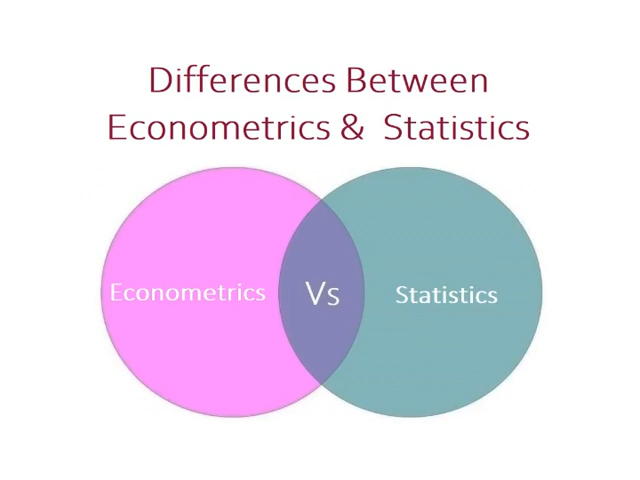 Differences Between
Econometrics & Statistics
Econometrics Vs Statistics